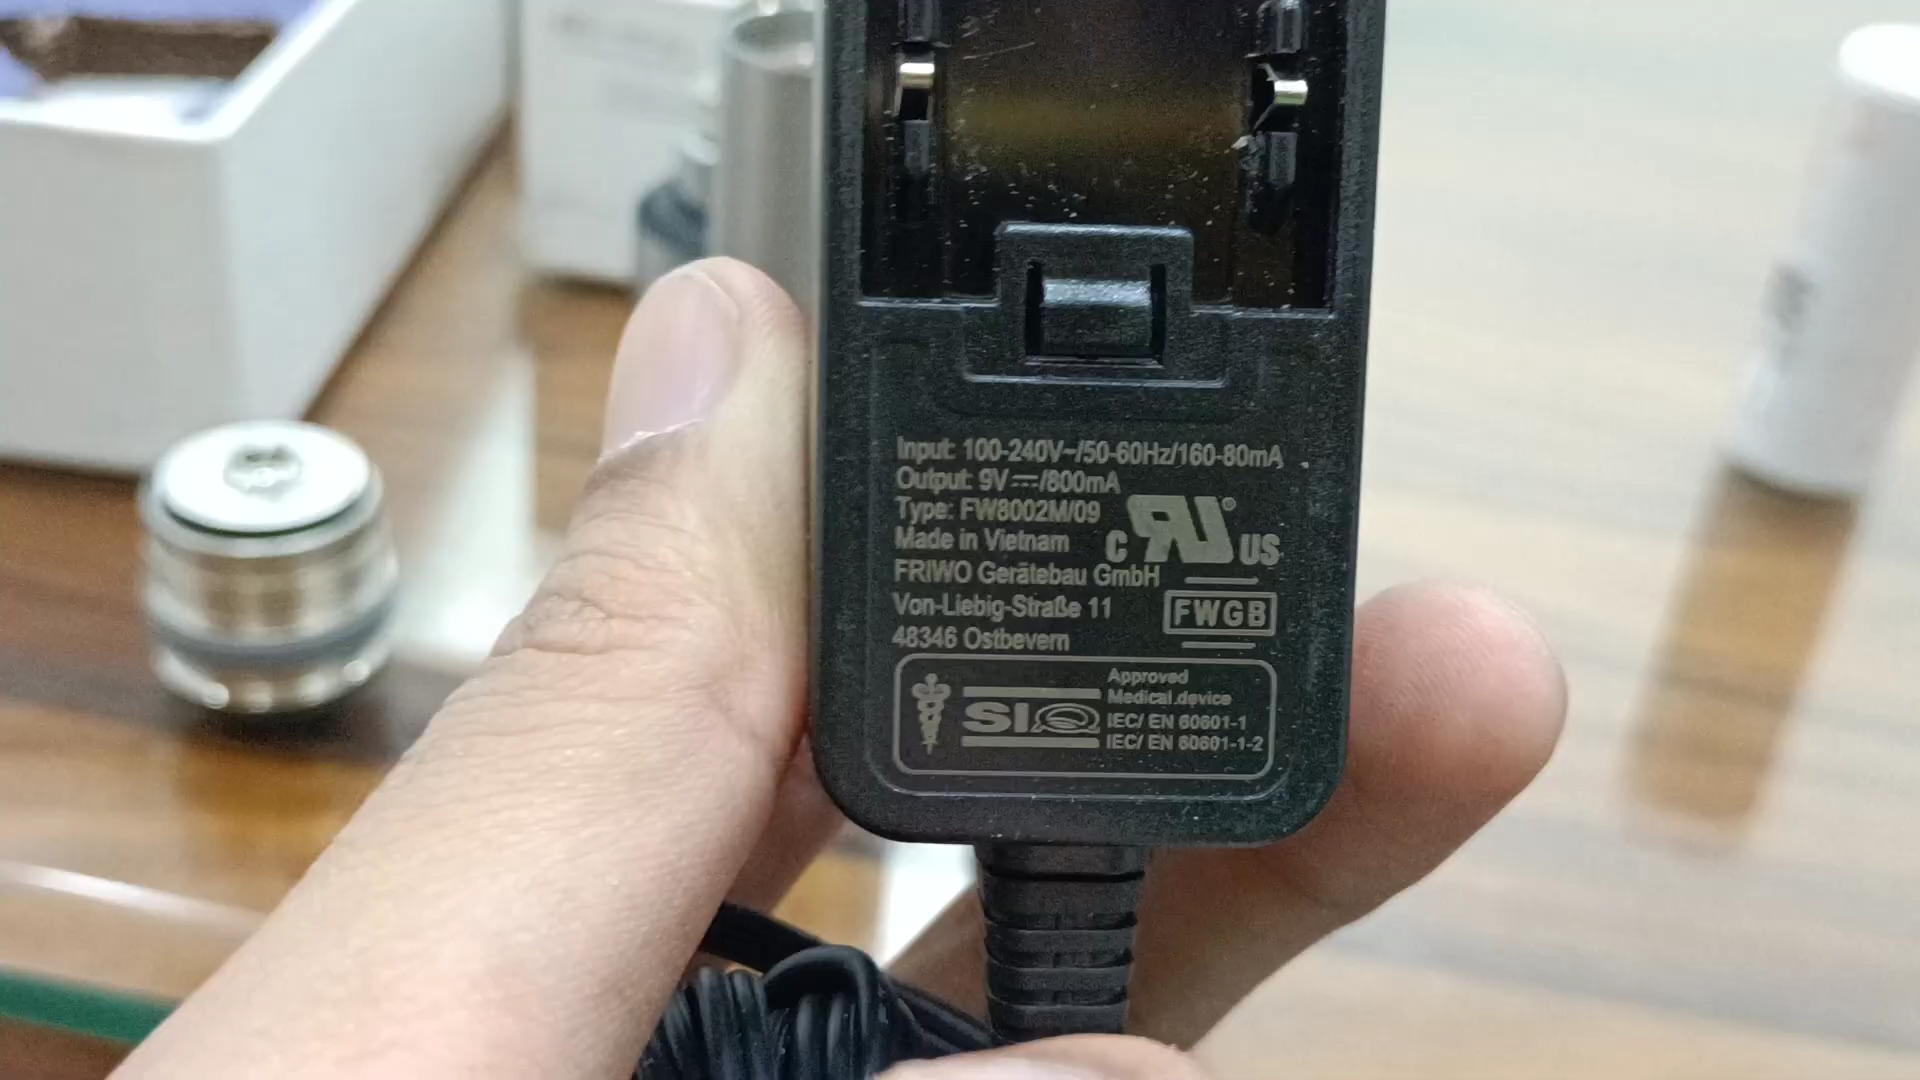 Input: 100-240V~/50-60Hz/160-80mA
Output: 9V⎓/800mA
Type: FW8002M/09
Made in Vietnam
c RU® US
FRIWO Gerätebau GmbH
Von-Liebig-Straße 11
48346 Ostbevern
FWGB
SIQ
Approved
Medical device
IEC/ EN 60601-1
IEC/ EN 60601-1-2